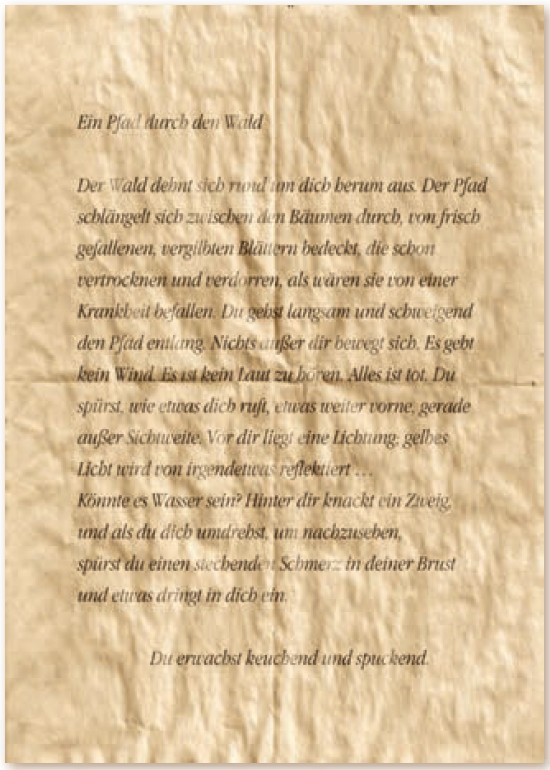 Ein Pfad durch den Wald
Der Wald dehnt sich rund um dich herum aus. Der Pfad
schlängelt sich zwischen den Bäumen durch, von frisch
gefallenen, vergilbten Blättern bedeckt, die schon
vertrocknen und verdorren, als wären sie von einer
Krankheit befallen. Du gehst langsam und schweigend
den Pfad entlang. Nichts außer dir bewegt sich. Es geht
kein Wind. Es ist kein Laut zu hören. Alles ist tot. Du
spürst, wie etwas dich ruft, etwas weiter vorne, gerade
außer Sichtweite. Vor dir liegt eine Lichtung; gelbes
Licht wird von irgendetwas reflektiert …
Könnte es Wasser sein? Hinter dir knackt ein Zweig,
und als du dich umdrehst, um nachzusehen,
spürst du einen stechenden Schmerz in deiner Brust
und etwas dringt in dich ein.
Du erwachst keuchend und spuckend.